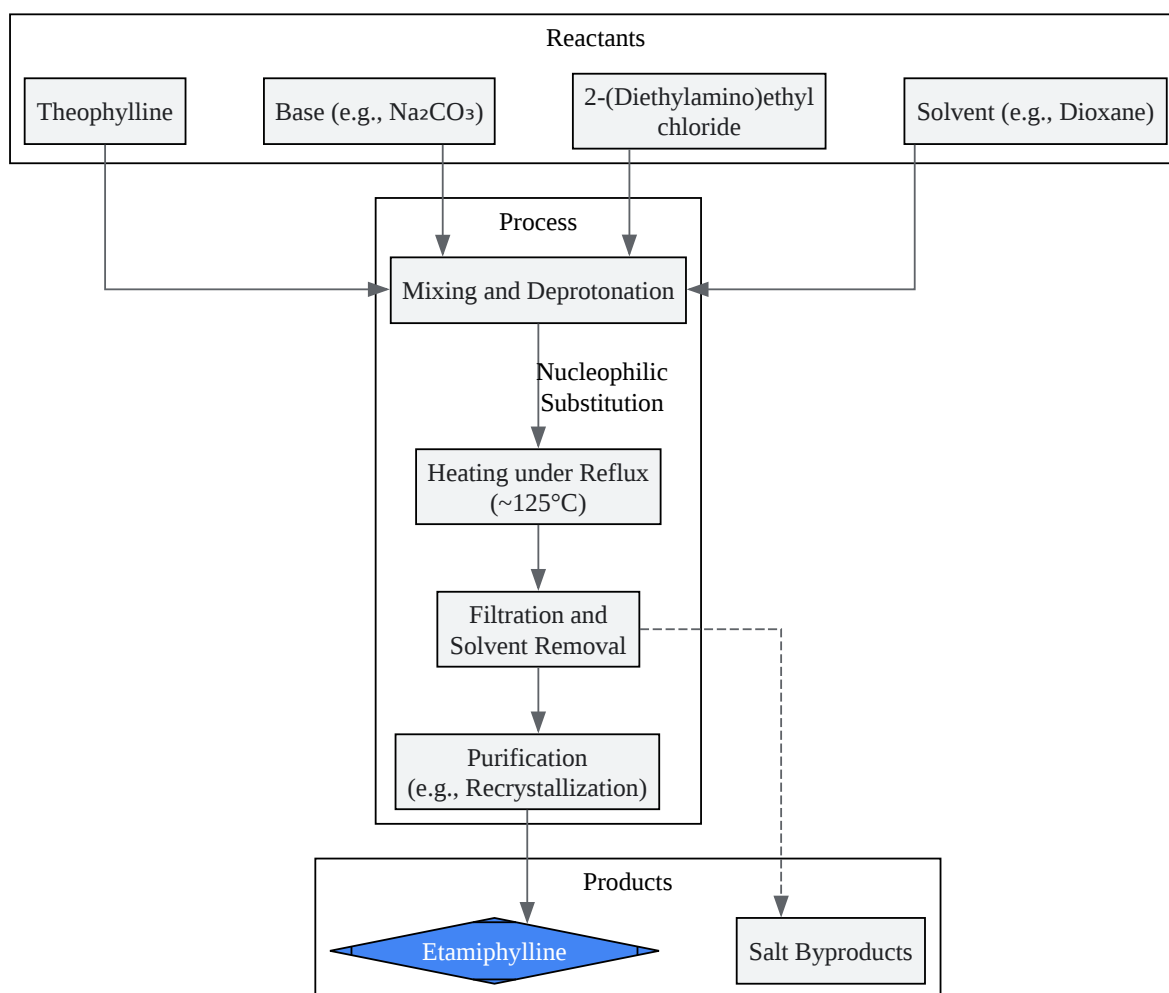 Reactants
Theophylline
Base (e.g., Na₂CO₃)
2-(Diethylamino)ethyl
chloride
Solvent (e.g., Dioxane)
Process
Mixing and Deprotonation
Nucleophilic
Substitution
Heating under Reflux
(~125°C)
Filtration and
Solvent Removal
Purification
(e.g., Recrystallization)
Products
Etamiphylline
Salt Byproducts